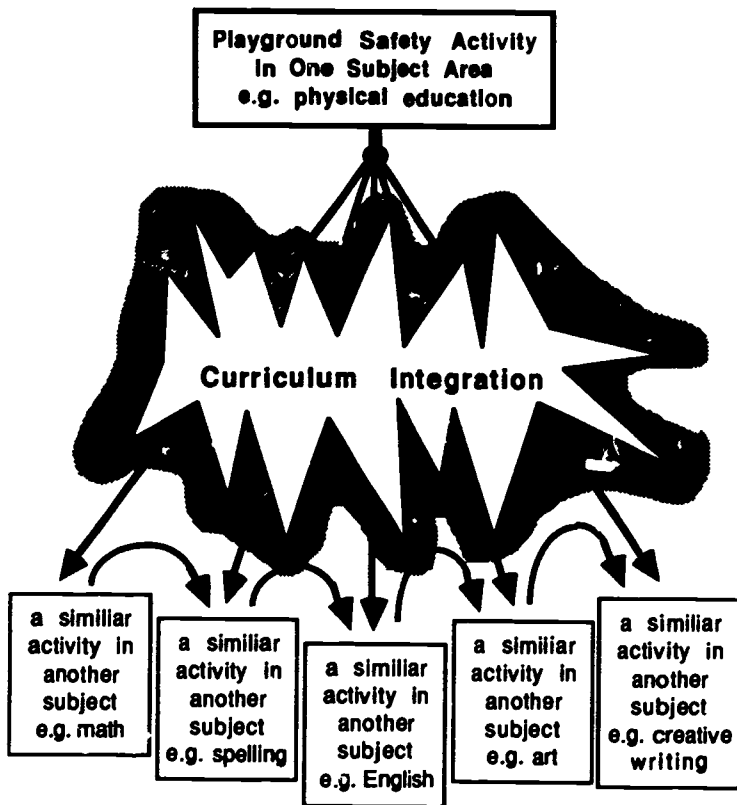 Playground Safety Activity
in One Subject Area
e.g. physical education
Curriculum Integration
a similiar
activity in
another
subject
e.g. math
a similiar
activity in
another
subject
e.g. spelling
a similiar
activity in
another
subject
e.g. English
a similiar
activity in
another
subject
e.g. art
a similiar
activity in
another
subject
e.g. creative
writing